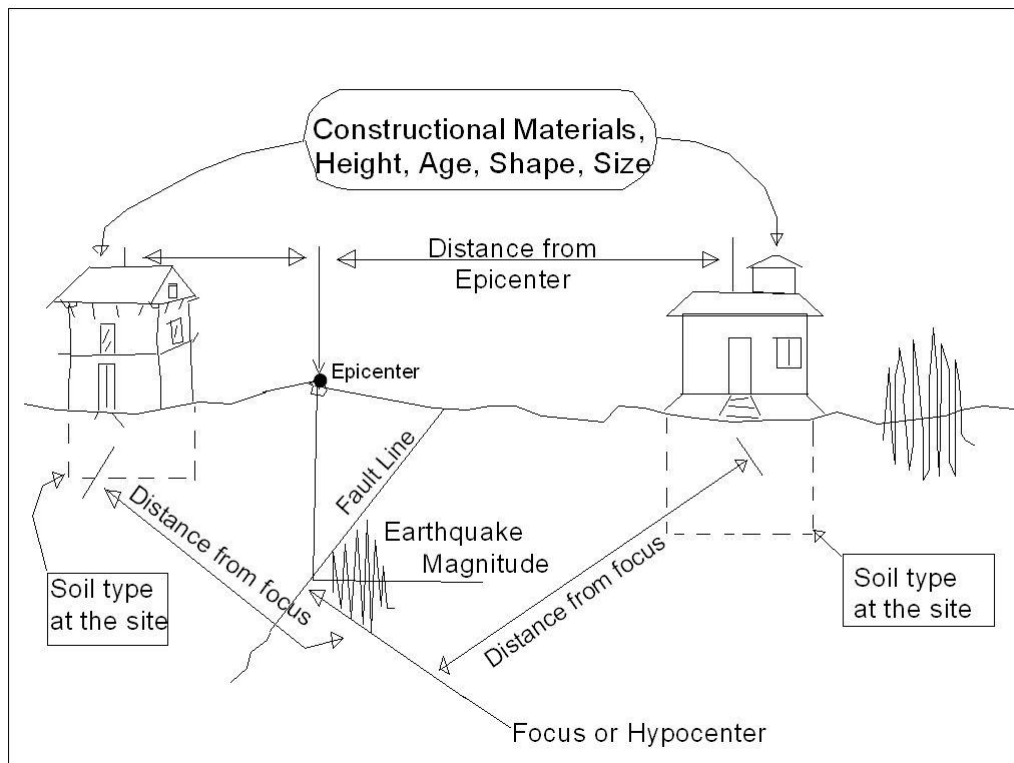 Constructional Materials,
Height, Age, Shape, Size
Distance from
Epicenter
Epicenter
Fault Line
Distance from focus
Earthquake
Magnitude
Distance from focus
Soil type
at the site
Soil type
at the site
Focus or Hypocenter